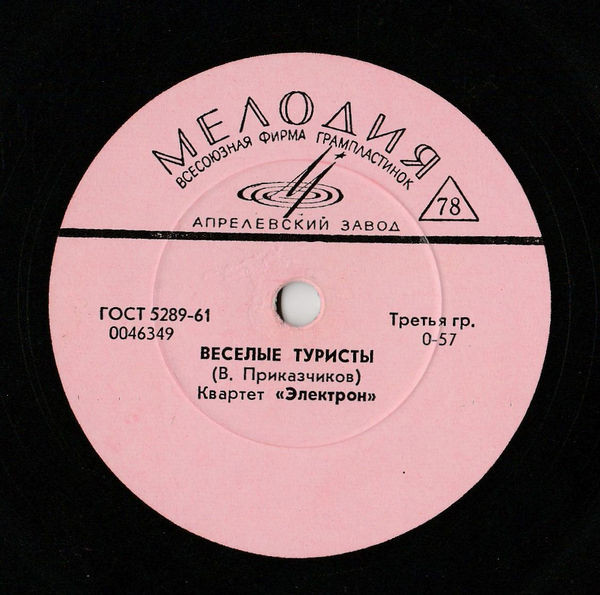 МЕЛОДИЯ
ВСЕСОЮЗНАЯ ФИРМА ГРАМПЛАСТИНОК
78
АПРЕЛЕВСКИЙ ЗАВОД
ГОСТ 5289-61
0046349
Третья гр.
0-57
ВЕСЕЛЫЕ ТУРИСТЫ
(В. Приказчиков)
Квартет «Электрон»